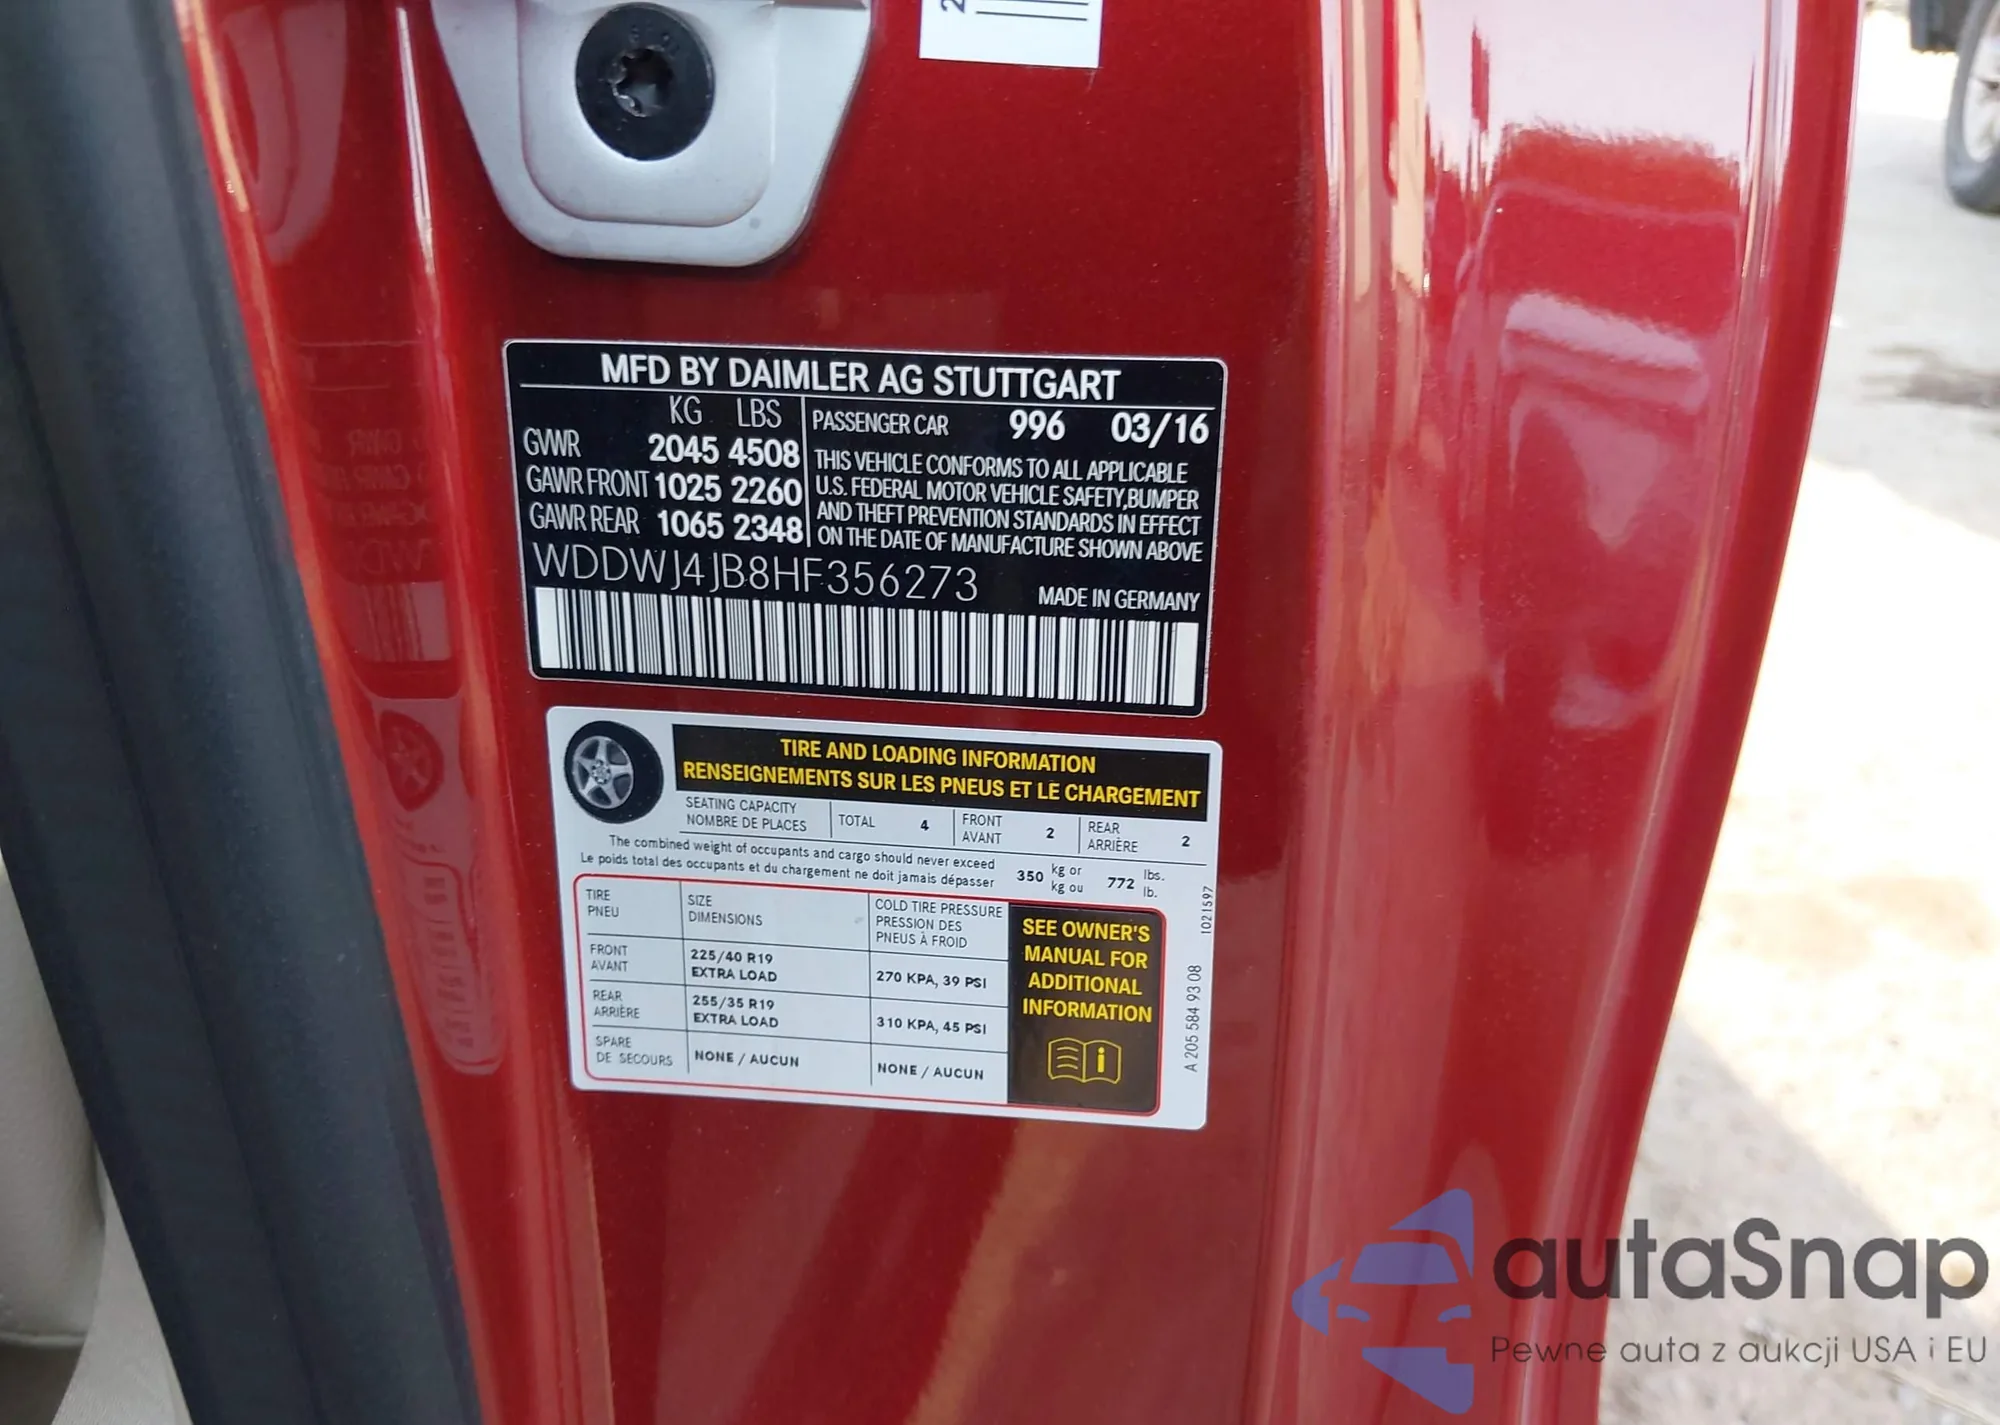 2
MFD BY DAIMLER AG STUTTGART
KG LBS
GVWR 2045 4508
GAWR FRONT 1025 2260
GAWR REAR 1065 2348
PASSENGER CAR 996 03/16
THIS VEHICLE CONFORMS TO ALL APPLICABLE
U.S. FEDERAL MOTOR VEHICLE SAFETY,BUMPER
AND THEFT PREVENTION STANDARDS IN EFFECT
ON THE DATE OF MANUFACTURE SHOWN ABOVE
WDDWJ4JB8HF356273
MADE IN GERMANY
TIRE AND LOADING INFORMATION
RENSEIGNEMENTS SUR LES PNEUS ET LE CHARGEMENT
SEATING CAPACITY
NOMBRE DE PLACES
TOTAL 4
FRONT
AVANT
2
REAR
ARRIÈRE
2
The combined weight of occupants and cargo should never exceed
Le poids total des occupants et du chargement ne doit jamais dépasser
350
kg or
kg ou
772
lbs.
lb.
TIRE
PNEU
SIZE
DIMENSIONS
COLD TIRE PRESSURE
PRESSION DES
PNEUS À FROID
FRONT
AVANT
225/40 R19
EXTRA LOAD
270 KPA, 39 PSI
REAR
ARRIÈRE
255/35 R19
EXTRA LOAD
310 KPA, 45 PSI
SPARE
DE SECOURS
NONE / AUCUN
NONE / AUCUN
SEE OWNER'S
MANUAL FOR
ADDITIONAL
INFORMATION
A 205 584 93 08
1021597
autaSnap
Pewne auta z aukcji USA i EU